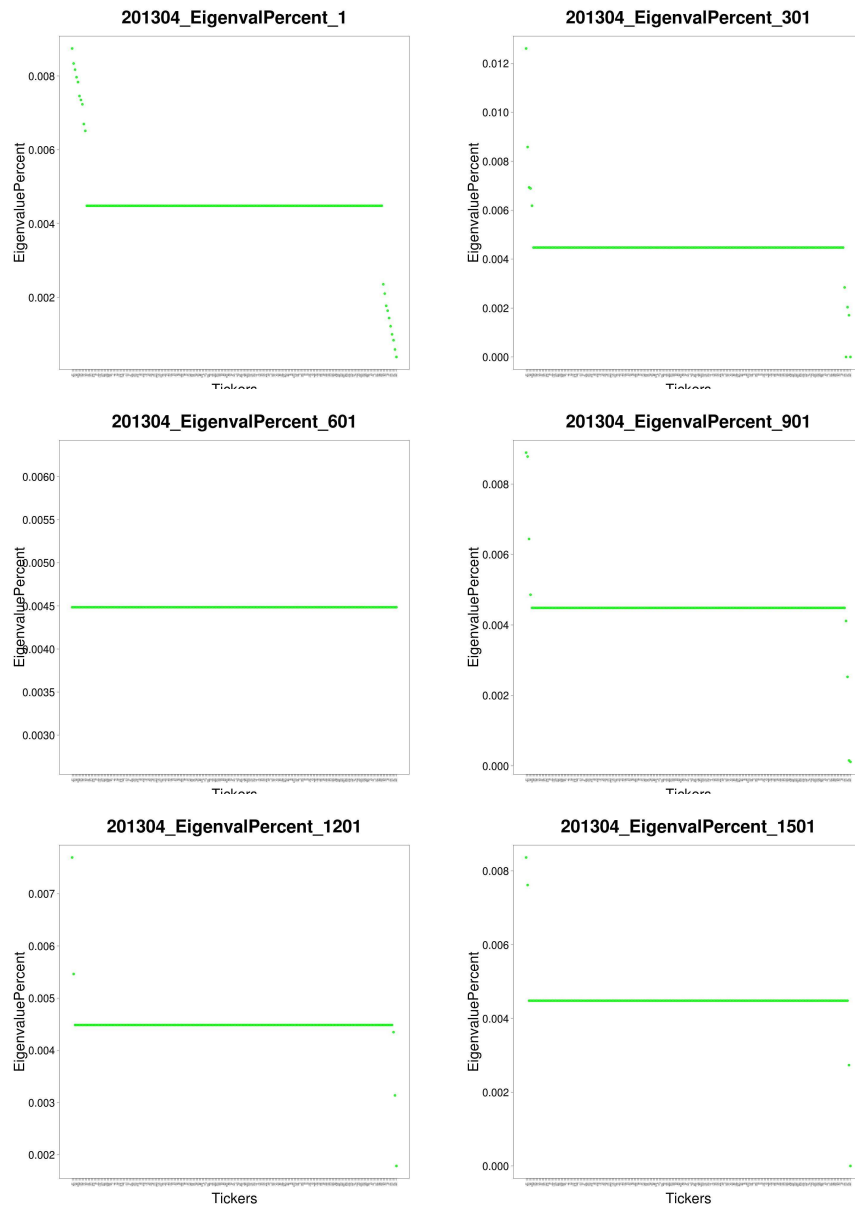 201304_EigenvalPercent_1
EigenvaluePercent
0.008
0.006
0.004
0.002
Tickers
201304_EigenvalPercent_301
EigenvaluePercent
0.012
0.010
0.008
0.006
0.004
0.002
0.000
Tickers
201304_EigenvalPercent_601
EigenvaluePercent
0.0060
0.0055
0.0050
0.0045
0.0040
0.0035
0.0030
Tickers
201304_EigenvalPercent_901
EigenvaluePercent
0.008
0.006
0.004
0.002
0.000
Tickers
201304_EigenvalPercent_1201
EigenvaluePercent
0.007
0.006
0.005
0.004
0.003
0.002
Tickers
201304_EigenvalPercent_1501
EigenvaluePercent
0.008
0.006
0.004
0.002
0.000
Tickers